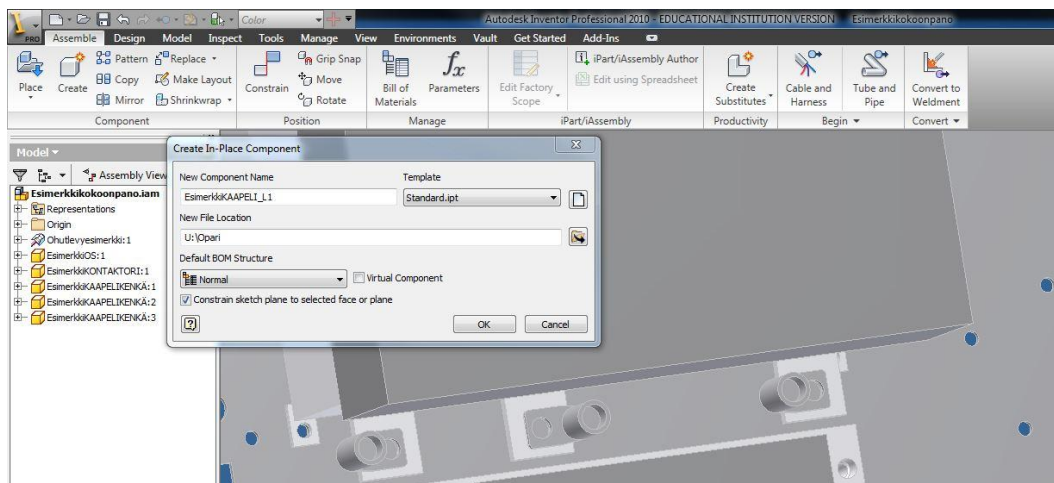 Color
Autodesk Inventor Professional 2010 - EDUCATIONAL INSTITUTION VERSION Esimerkkikokoonpano
PRO Assemble Design Model Inspect Tools Manage View Environments Vault Get Started Add-Ins
Place
Create
Pattern Replace
Copy Make Layout
Mirror Shrinkwrap
Component
Constrain
Grip Snap
Move
Rotate
Position
Bill of
Materials
Parameters
fx
Manage
Edit Factory
Scope
iPart/iAssembly Author
Edit using Spreadsheet
iPart/iAssembly
Create
Substitutes
Productivity
Cable and
Harness
Tube and
Pipe
Begin
Convert to
Weldment
Convert
Model
Assembly View
Esimerkkikokoonpano.iam
Representations
Origin
Ohutlevyesimerkki:1
EsimerkkiOS:1
EsimerkkiKONTAKTORI:1
EsimerkkiKAAPELIKENKÄ:1
EsimerkkiKAAPELIKENKÄ:2
EsimerkkiKAAPELIKENKÄ:3
Create In-Place Component
New Component Name Template
EsimerkkiKAAPELI_L1 Standard.ipt
New File Location
U:\Opari
Default BOM Structure
Normal Virtual Component
Constrain sketch plane to selected face or plane
? OK Cancel